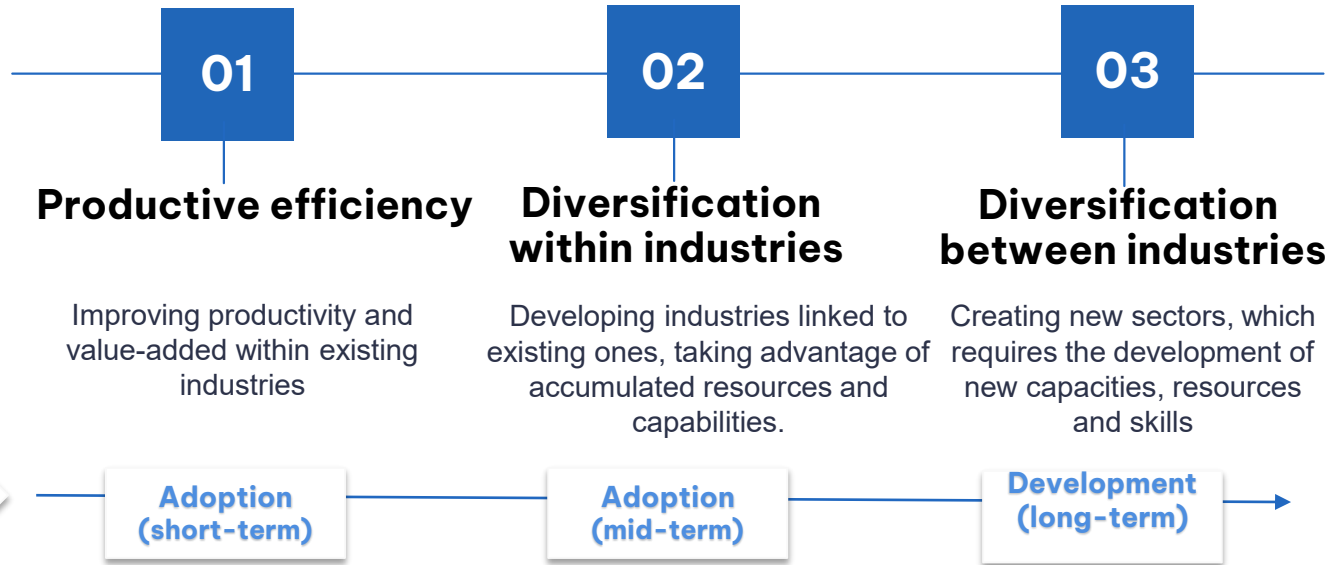 01
Productive efficiency
Improving productivity and
value-added within existing
industries
Adoption
(short-term)
02
Diversification
within industries
Developing industries linked to
existing ones, taking advantage of
accumulated resources and
capabilities.
Adoption
(mid-term)
03
Diversification
between industries
Creating new sectors, which
requires the development of
new capacities, resources
and skills
Development
(long-term)